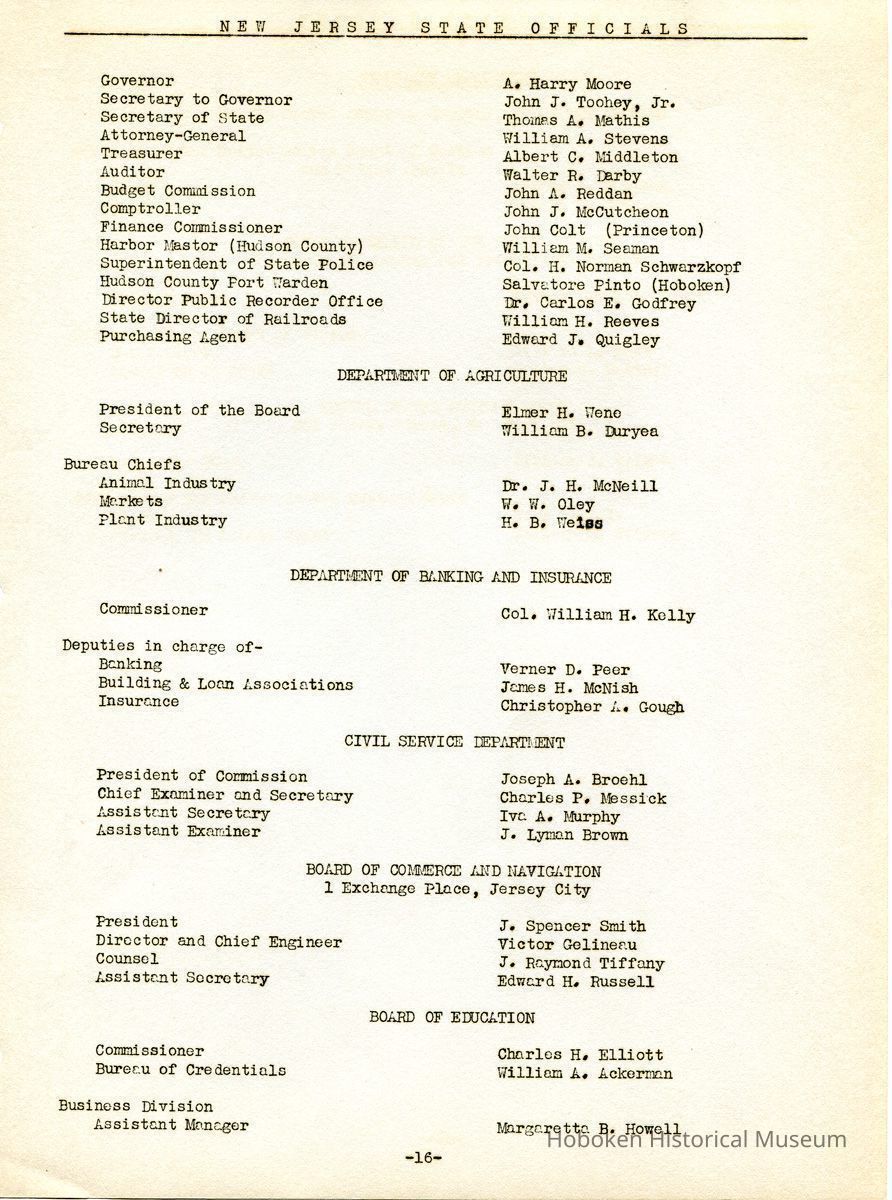 NEW JERSEY STATE OFFICIALS
Governor A. Harry Moore
Secretary to Governor John J. Toohey, Jr.
Secretary of State Thomas A. Mathis
Attorney-General William A. Stevens
Treasurer Albert C. Middleton
Auditor Walter R. Darby
Budget Commission John A. Reddan
Comptroller John J. McCutcheon
Finance Commissioner John Colt (Princeton)
Harbor Mastor (Hudson County) William M. Seaman
Superintendent of State Police Col. H. Norman Schwarzkopf
Hudson County Port Warden Salvatore Pinto (Hoboken)
Director Public Recorder Office Dr. Carlos E. Godfrey
State Director of Railroads William H. Reeves
Purchasing Agent Edward J. Quigley
DEPARTMENT OF AGRICULTURE
President of the Board Elmer H. Wene
Secretary William B. Duryea
Bureau Chiefs
Animal Industry Dr. J. H. McNeill
Markets W. W. Oley
Plant Industry H. B. Weiss
DEPARTMENT OF BANKING AND INSURANCE
Commissioner Col. William H. Kelly
Deputies in charge of-
Banking Verner D. Peer
Building & Loan Associations James H. McNish
Insurance Christopher A. Gough
CIVIL SERVICE DEPARTMENT
President of Commission Joseph A. Broehl
Chief Examiner and Secretary Charles P. Messick
Assistant Secretary Iva A. Murphy
Assistant Examiner J. Lyman Brown
BOARD OF COMMERCE AND NAVIGATION
1 Exchange Place, Jersey City
President J. Spencer Smith
Director and Chief Engineer Victor Gelineau
Counsel J. Raymond Tiffany
Assistant Secretary Edward H. Russell
BOARD OF EDUCATION
Commissioner Charles H. Elliott
Bureau of Credentials William A. Ackerman
Business Division
Assistant Manager Margaretta B. Howell
Hoboken Historical Museum
-16-